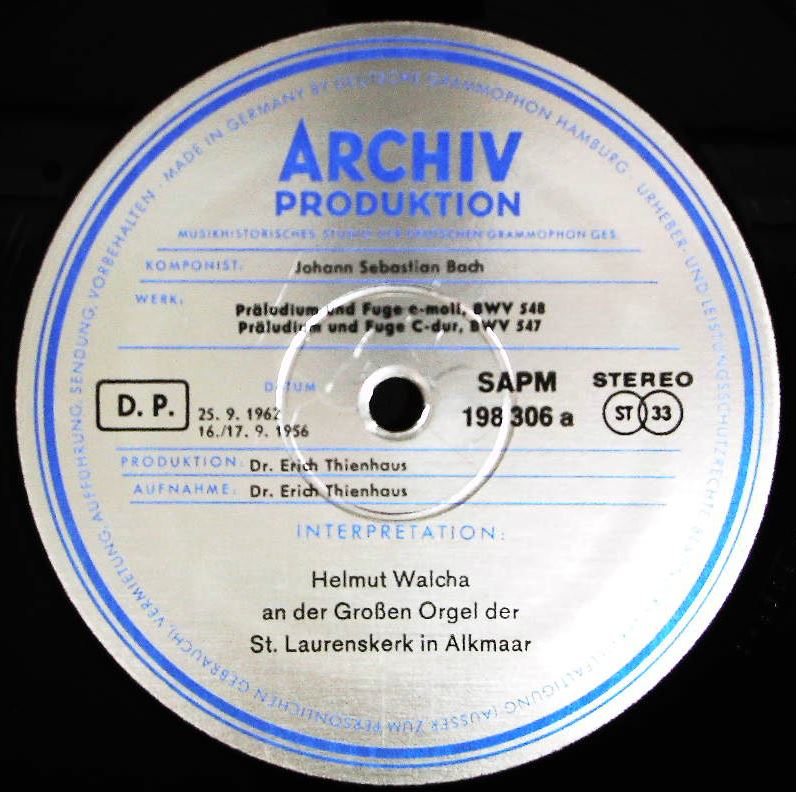 MADE IN GERMANY BY DEUTSCHE GRAMMOPHON HAMBURG · URHEBER- UND LEISTUNGSSCHUTZRECHTE BEI
(AUSSER ZUM PERSÖNLICHEN GEBRAUCH), VERMIETUNG, AUFFÜHRUNG, SENDUNG, VORBEHALTEN ·
ARCHIV
PRODUKTION
MUSIKHISTORISCHES STUDIO DER DEUTSCHEN GRAMMOPHON GES.
KOMPONIST: Johann Sebastian Bach
WERK: Präludium und Fuge e-moll, BWV 548
Präludium und Fuge C-dur, BWV 547
D. P.
DATUM
25. 9. 1962
16./17. 9. 1956
SAPM
198 306 a
STEREO
ST 33
PRODUKTION: Dr. Erich Thienhaus
AUFNAHME: Dr. Erich Thienhaus
INTERPRETATION:
Helmut Walcha
an der Großen Orgel der
St. Laurenskerk in Alkmaar